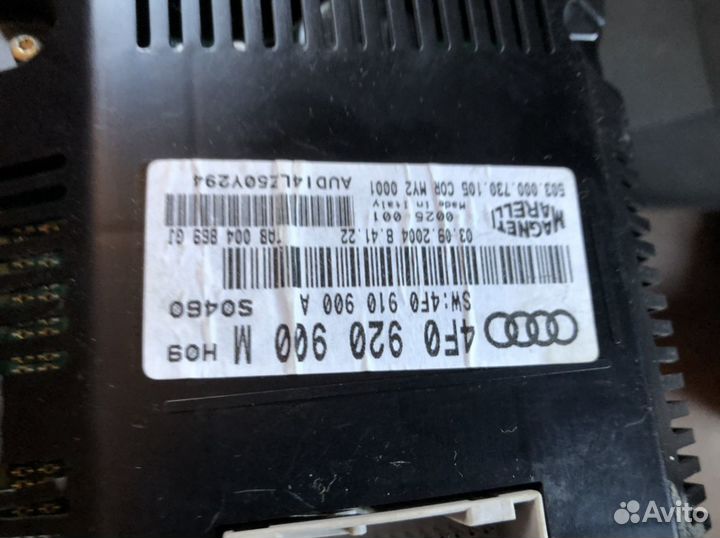 4F0 920 900 M H09
SW:4F0 910 900 A S0460
03.09.2004 8.41.22
MAGNETI
MARELLI
0025 001
Made in Italy
503.000.730.105 COR MY2 0001
AUDI4LZ50Y294
Avito